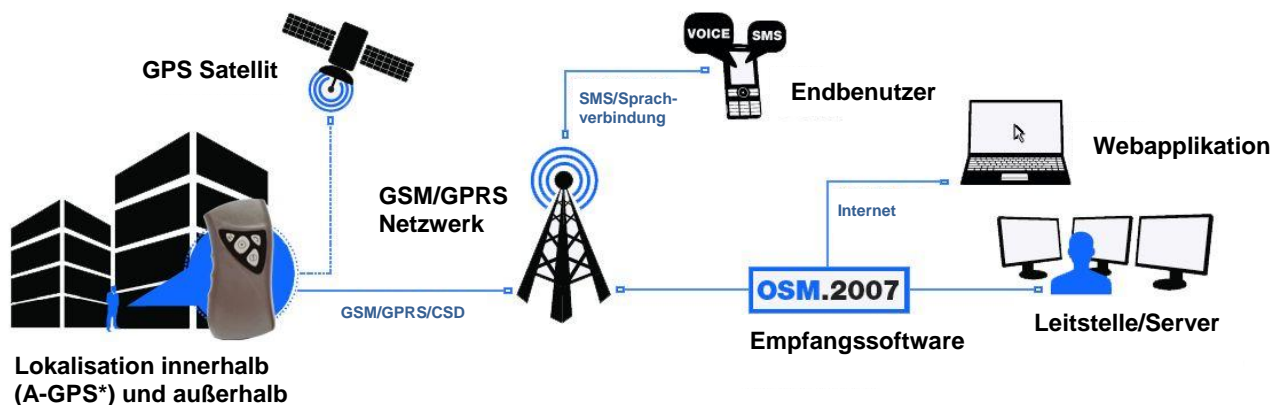 VOICE
SMS
GPS Satellit
SMS/Sprach-
verbindung
Endbenutzer
Webapplikation
GSM/GPRS
Netzwerk
Internet
GSM/GPRS/CSD
OSM.2007
Empfangssoftware
Leitstelle/Server
Lokalisation innerhalb
(A-GPS*) und außerhalb